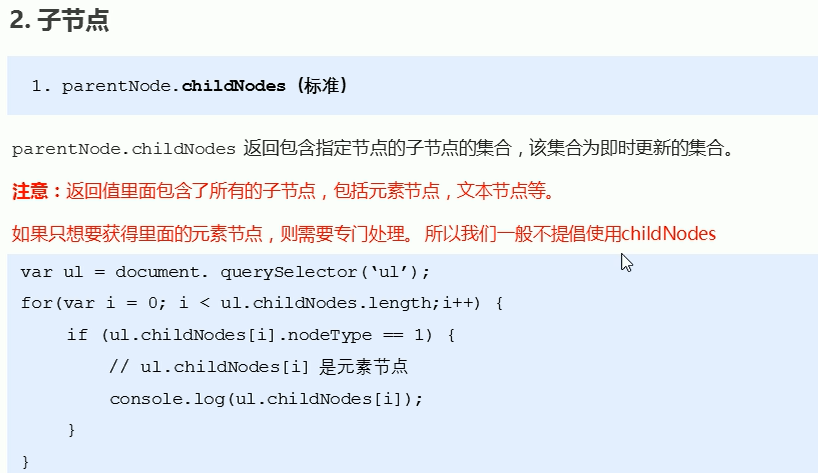 2. 子节点
1. parentNode.childNodes（标准）
parentNode.childNodes 返回包含指定节点的子节点的集合，该集合为即时更新的集合。
注意：返回值里面包含了所有的子节点，包括元素节点，文本节点等。
如果只想要获得里面的元素节点，则需要专门处理。 所以我们一般不提倡使用childNodes
var ul = document. querySelector(‘ul’);
for(var i = 0; i < ul.childNodes.length;i++) {
if (ul.childNodes[i].nodeType == 1) {
// ul.childNodes[i] 是元素节点
console.log(ul.childNodes[i]);
}
}